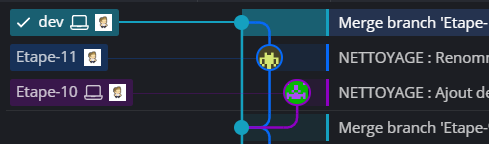 dev Merge branch 'Etape-
Etape-11 NETTOYAGE : Renomm
Etape-10 NETTOYAGE : Ajout de
Merge branch 'Etape-